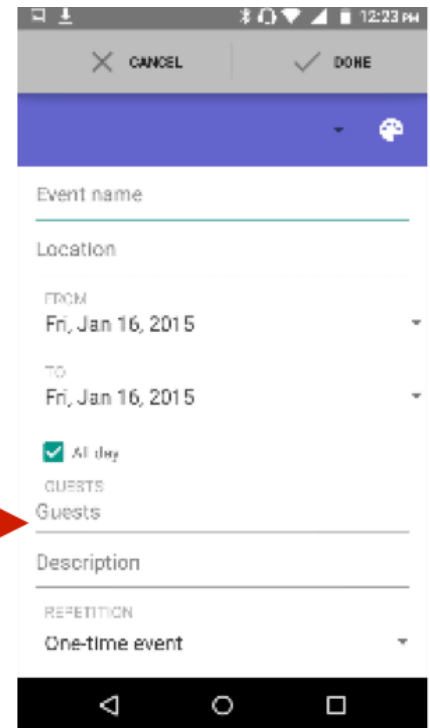 12:23 PM
CANCEL DONE
Event name
Location
FROM
Fri, Jan 16, 2015
TO
Fri, Jan 16, 2015
All day
GUESTS
Guests
Description
REPETITION
One-time event